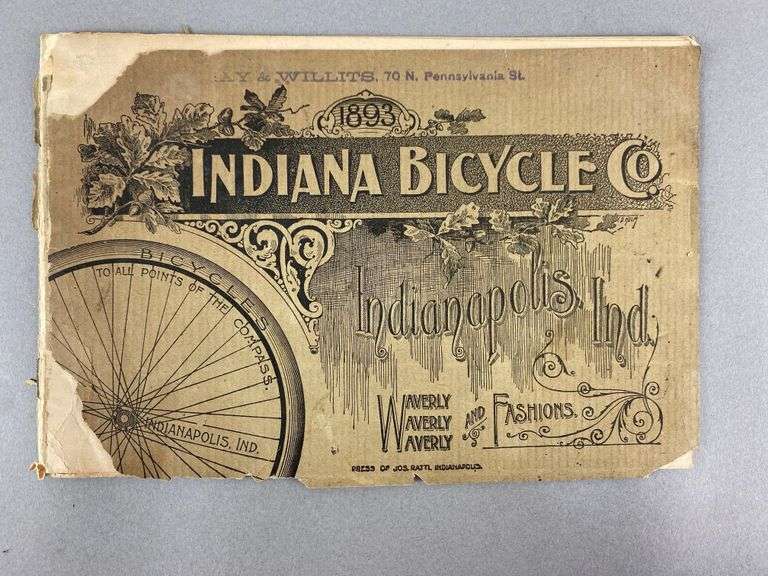 & WILLITS, 70 N. Pennsylvania St.
1893
INDIANA BICYCLE CO.
BICYCLES
TO ALL POINTS OF THE COMPASS.
INDIANAPOLIS, IND.
Indianapolis, Ind.
WAVERLY
WAVERLY
WAVERLY
AND FASHIONS.
PRESS OF JOS. RATTI, INDIANAPOLIS.